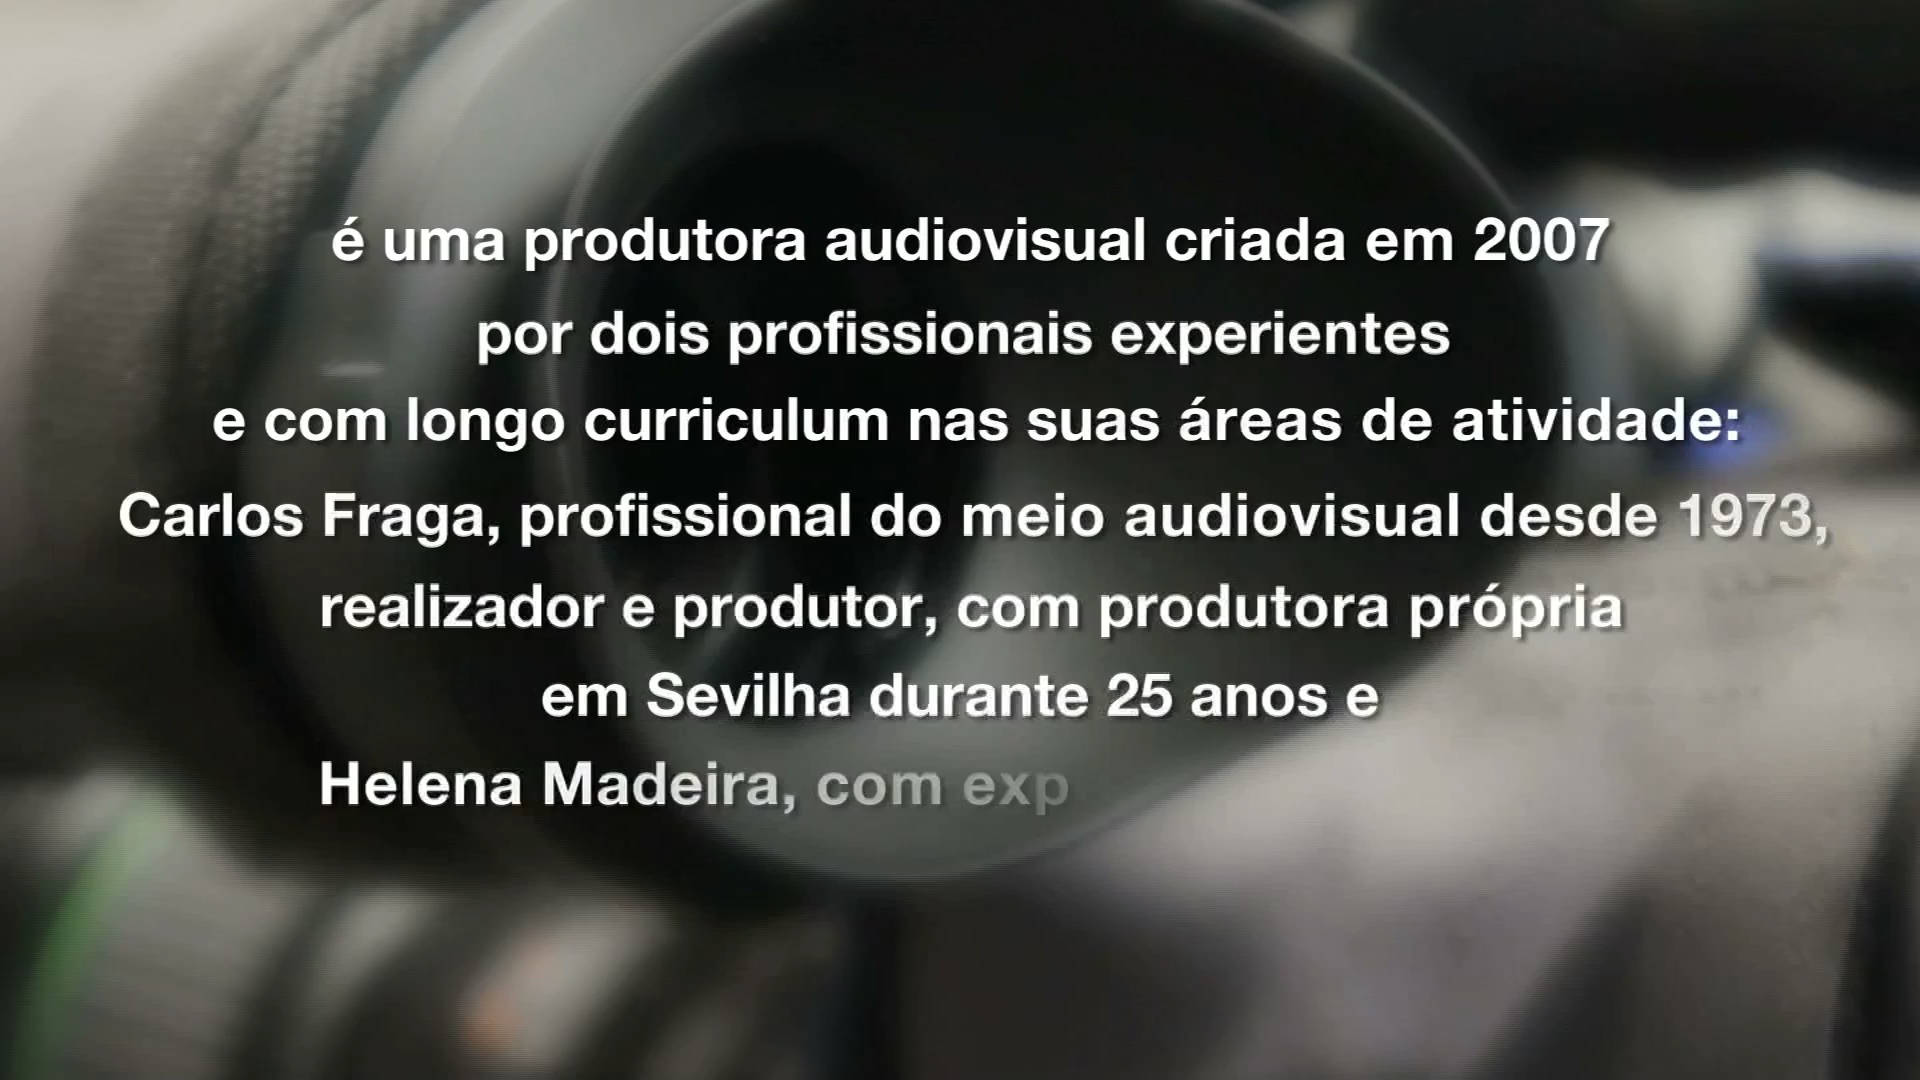 é uma produtora audiovisual criada em 2007
por dois profissionais experientes
e com longo curriculum nas suas áreas de atividade:
Carlos Fraga, profissional do meio audiovisual desde 1973,
realizador e produtor, com produtora própria
em Sevilha durante 25 anos e
Helena Madeira, com exp